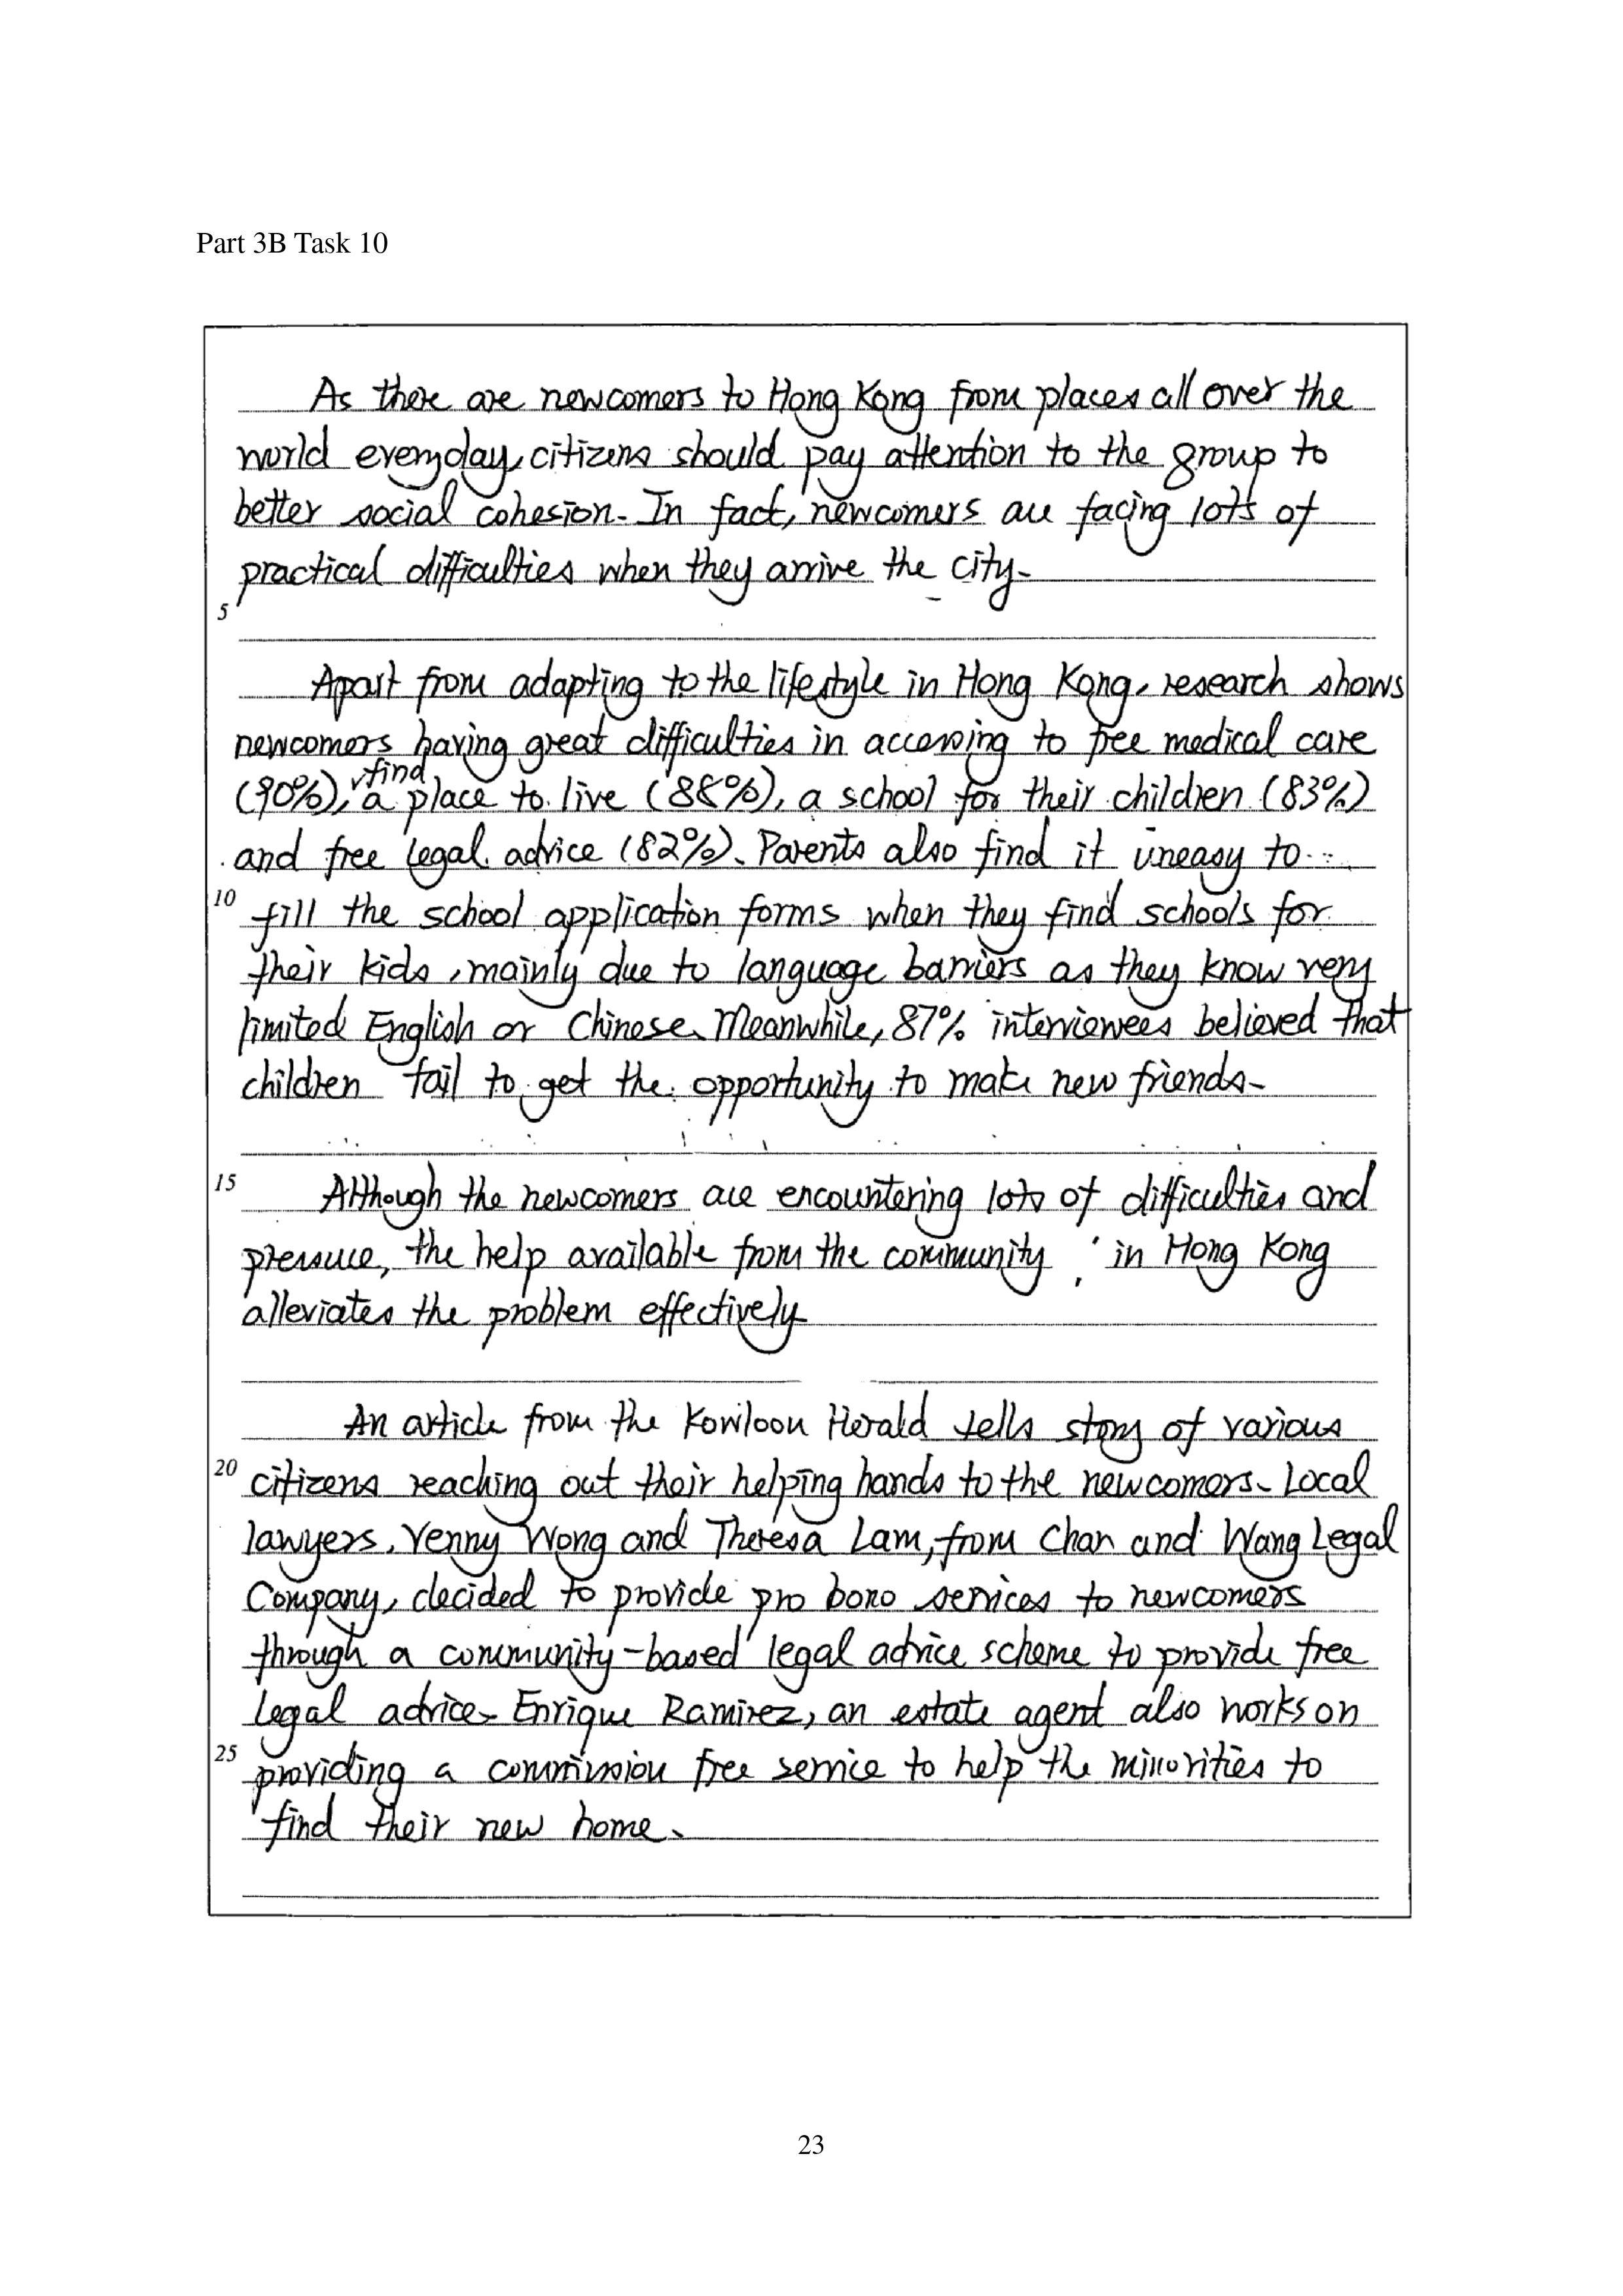 Part 3B Task 10
As there are newcomers to Hong Kong from places all over the
world everyday, citizens should pay attention to the group to
better social cohesion. In fact, newcomers are facing lots of
practical difficulties when they arrive the city.
5
Apart from adapting to the lifestyle in Hong Kong, research shows
newcomers having great difficulties in accessing to free medical care
find
(90%), a place to live (88%), a school for their children (83%)
and free legal advice (82%). Parents also find it uneasy to
10 fill the school application forms when they find schools for
their kids, mainly due to language barriers as they know very
limited English or Chinese. Meanwhile, 87% interviewees believed that
children fail to get the opportunity to make new friends.
15 Although the newcomers are encountering lots of difficulties and
pressure, the help available from the community in Hong Kong
alleviates the problem effectively
An article from the Kowloon Herald tells story of various
20 citizens reaching out their helping hands to the newcomers. Local
lawyers, Venny Wong and Theresa Lam, from Chan and Wang Legal
Company, decided to provide pro bono services to newcomers
through a community-based legal advice scheme to provide free
legal advice. Enrique Ramirez, an estate agent also works on
25 providing a commission free service to help the minorities to
find their new home.
23